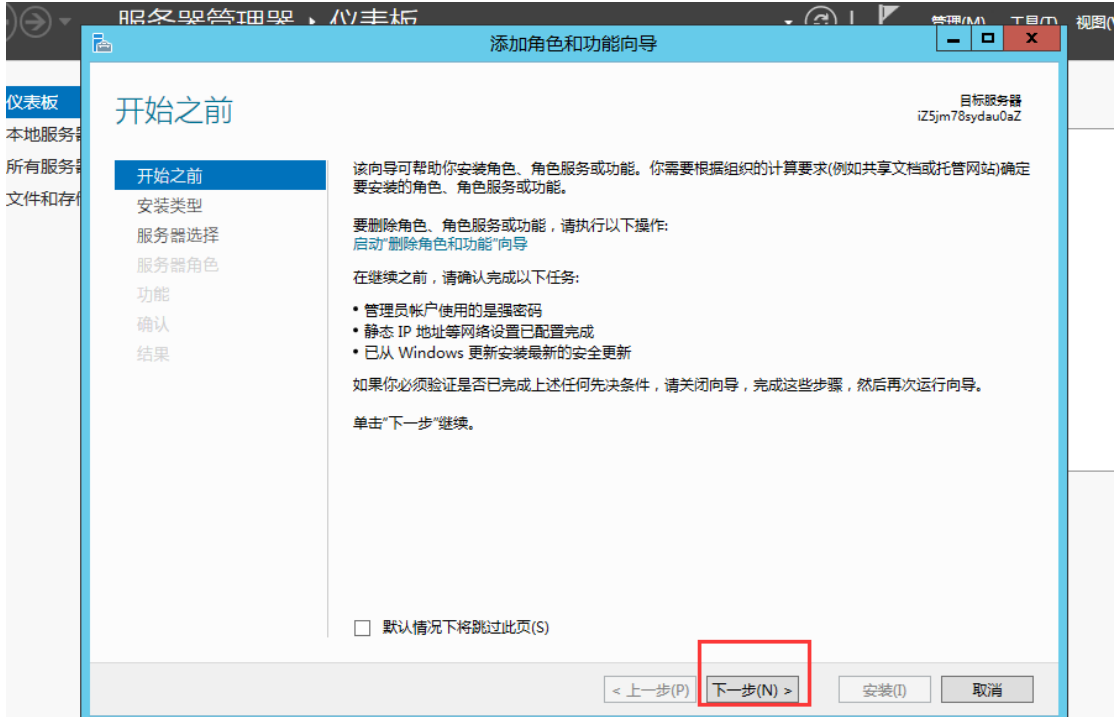 服务器管理器 ▸ 仪表板
管理(M) 工具(T) 视图(V
添加角色和功能向导
仪表板
本地服务器
所有服务器
文件和存储
开始之前
目标服务器
iZ5jm78sydau0aZ
开始之前
安装类型
服务器选择
服务器角色
功能
确认
结果
该向导可帮助你安装角色、角色服务或功能。你需要根据组织的计算要求(例如共享文档或托管网站)确定
要安装的角色、角色服务或功能。
要删除角色、角色服务或功能，请执行以下操作:
启动"删除角色和功能"向导
在继续之前，请确认完成以下任务:
• 管理员帐户使用的是强密码
• 静态 IP 地址等网络设置已配置完成
• 已从 Windows 更新安装最新的安全更新
如果你必须验证是否已完成上述任何先决条件，请关闭向导，完成这些步骤，然后再次运行向导。
单击"下一步"继续。
默认情况下将跳过此页(S)
< 上一步(P) 下一步(N) > 安装(I) 取消